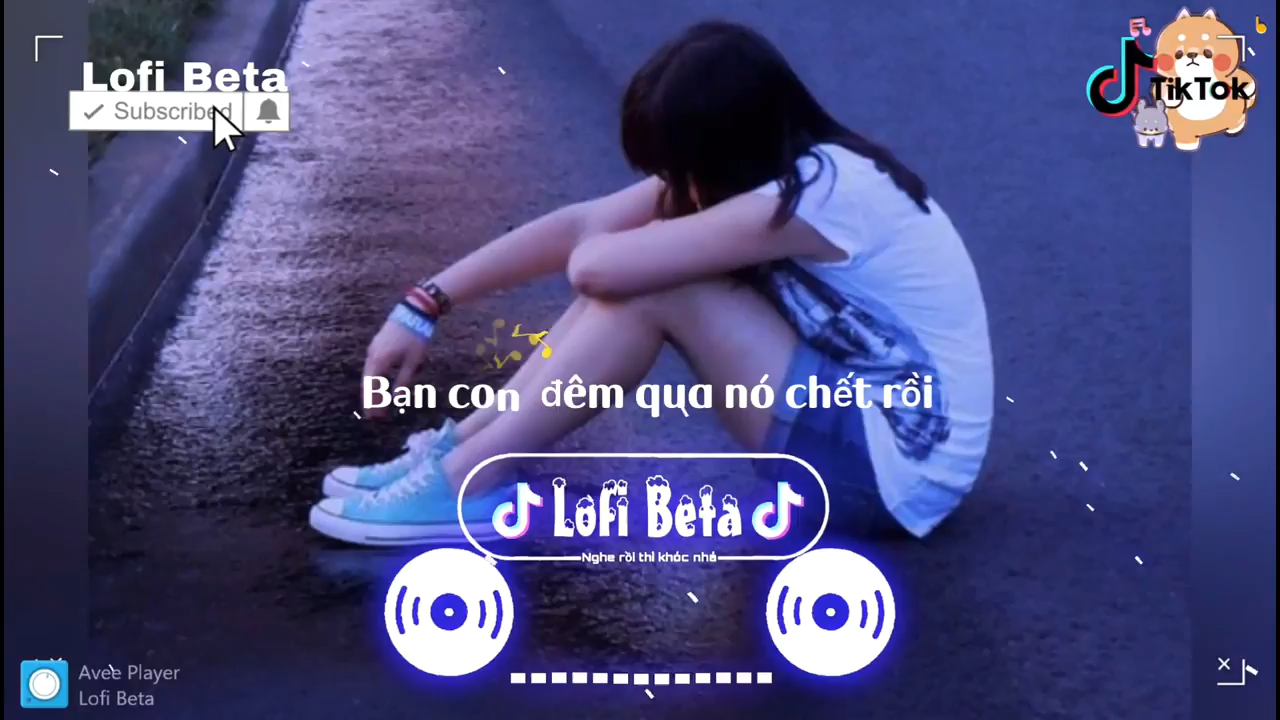 Lofi Beta
Subscribed
TikTok
Bạn con đêm qua nó chết rồi
Lofi Beta
Nghe rồi thì khóc nhé
Avee Player
Lofi Beta